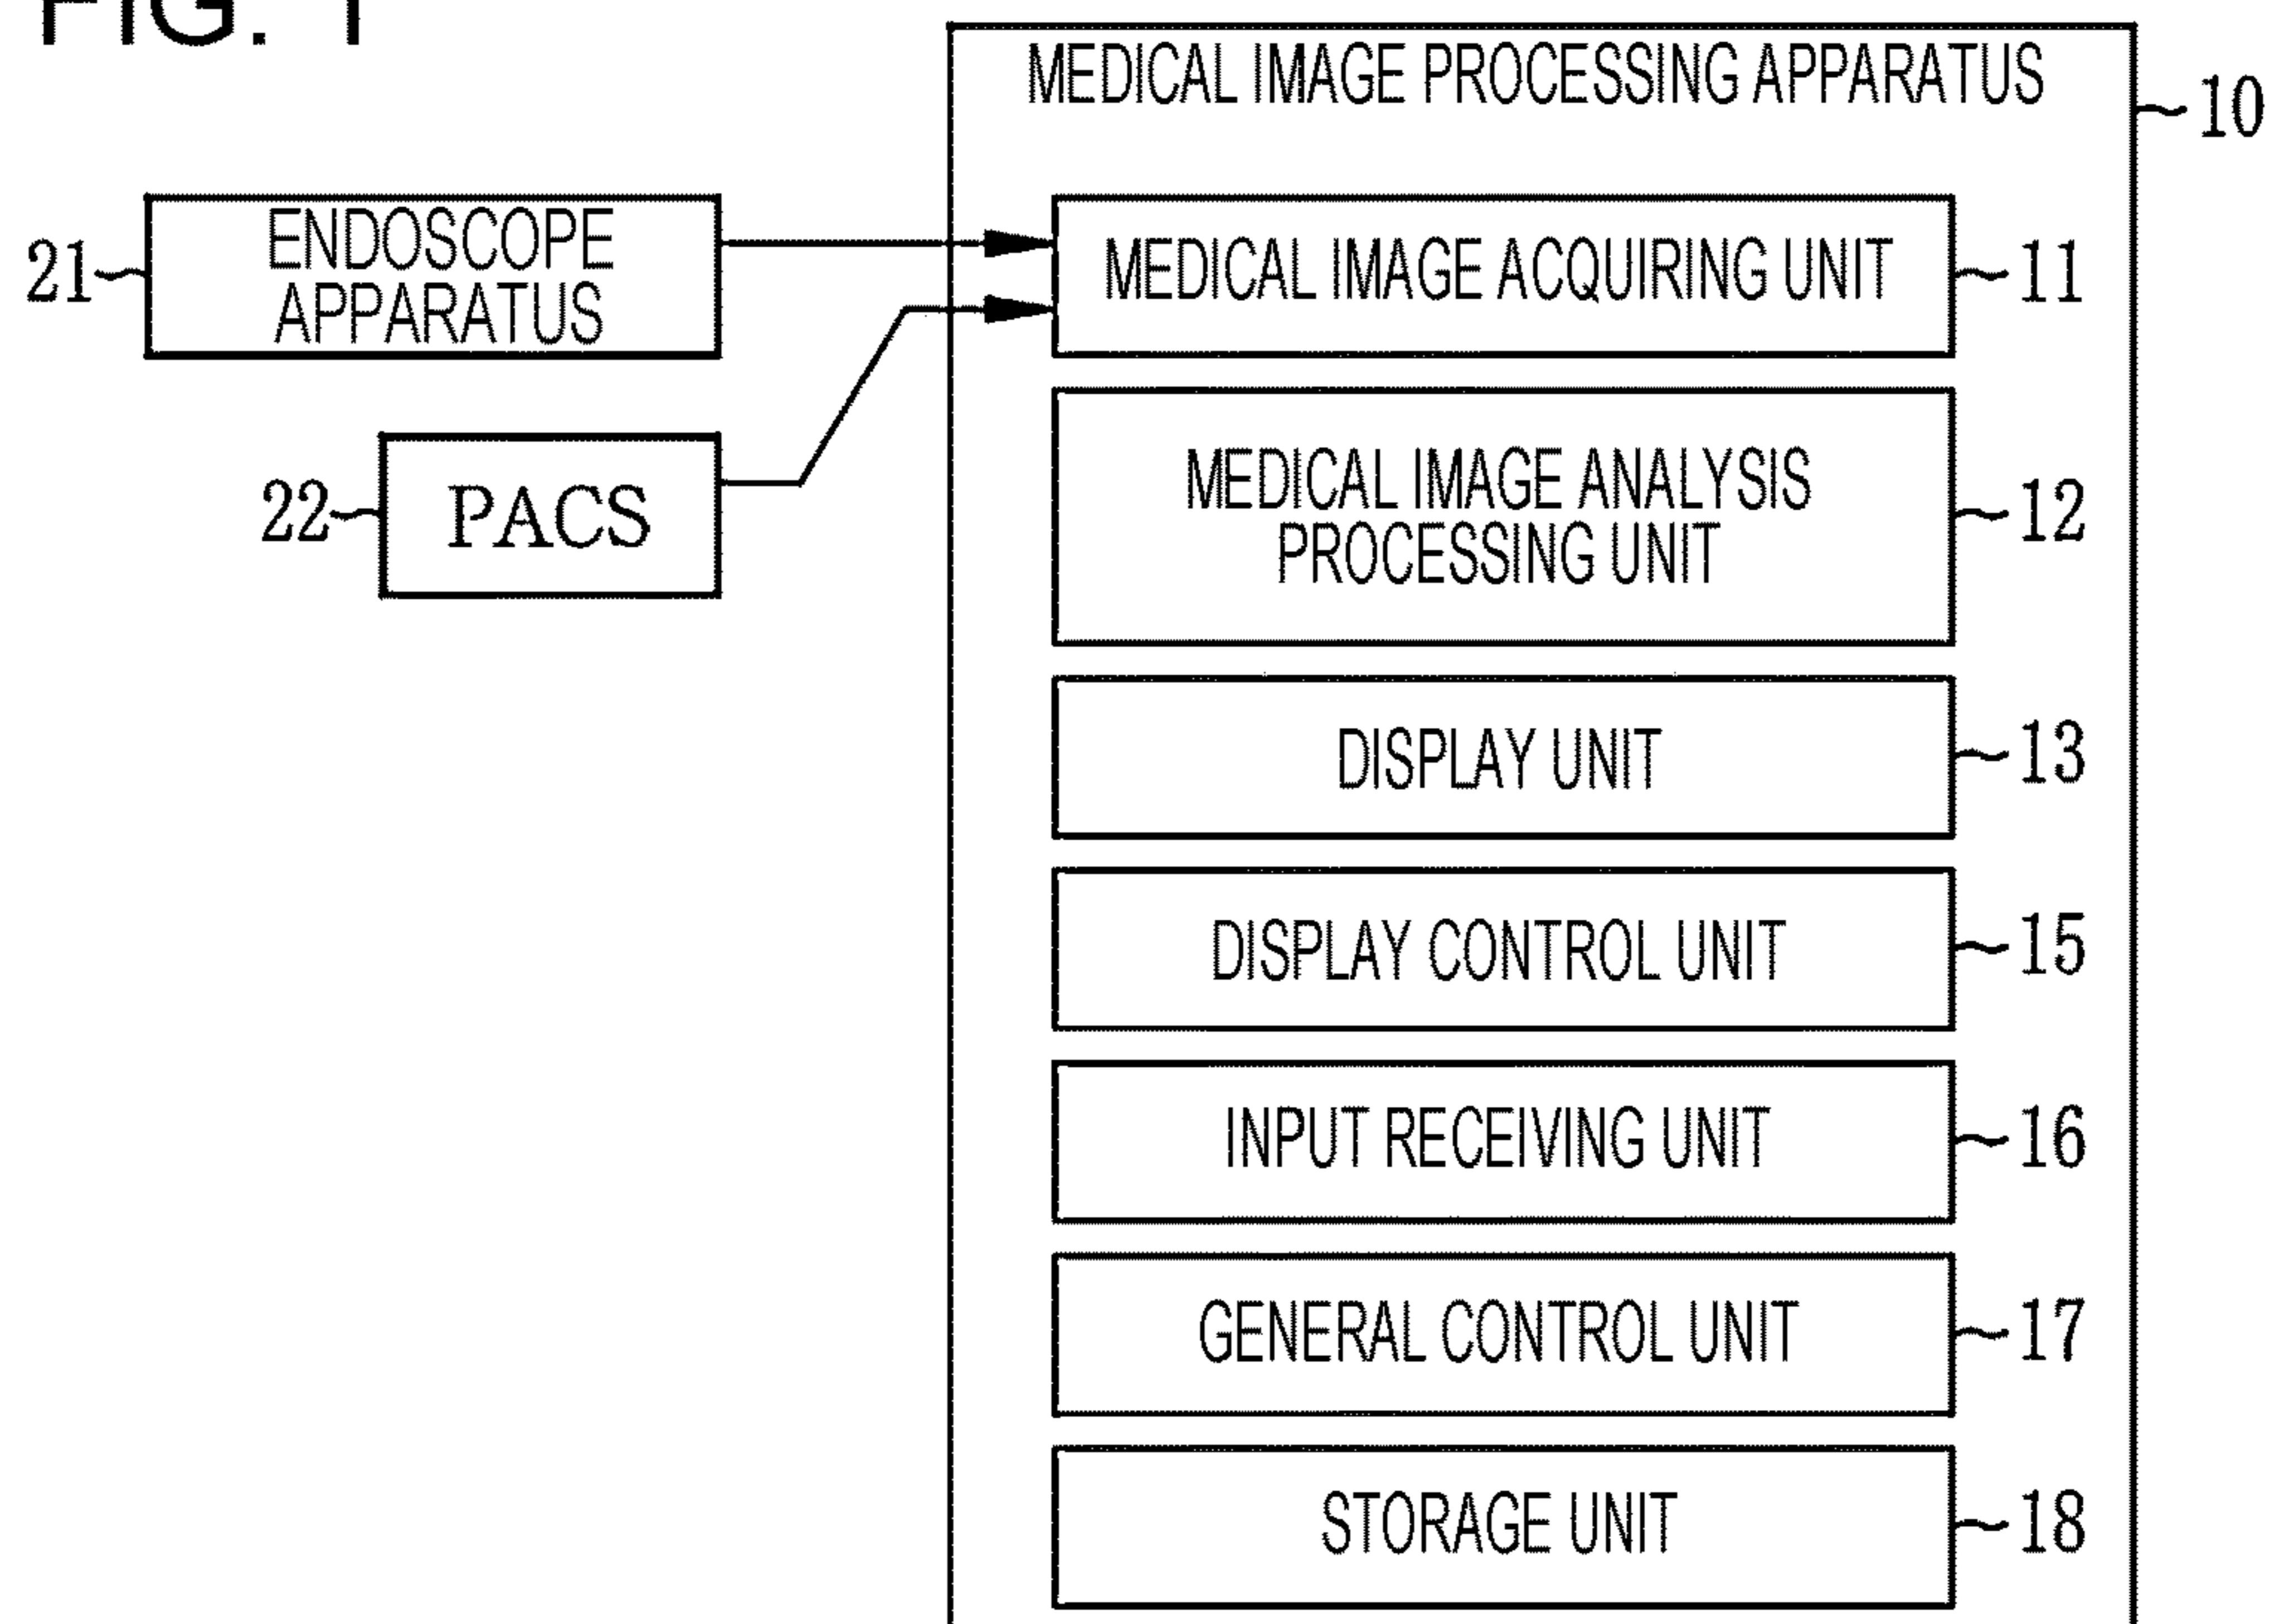 FIG. 1
MEDICAL IMAGE PROCESSING APPARATUS
10
21
ENDOSCOPE
APPARATUS
MEDICAL IMAGE ACQUIRING UNIT
11
22
PACS
MEDICAL IMAGE ANALYSIS
PROCESSING UNIT
12
DISPLAY UNIT
13
DISPLAY CONTROL UNIT
15
INPUT RECEIVING UNIT
16
GENERAL CONTROL UNIT
17
STORAGE UNIT
18